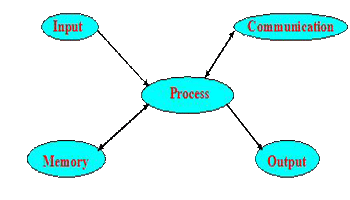 Input
Communication
Process
Memory
Output